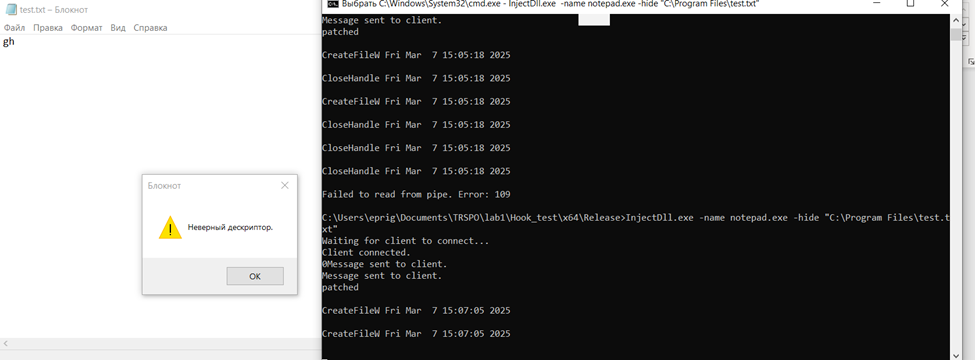 test.txt – Блокнот
Файл Правка Формат Вид Справка
gh
Блокнот
Неверный дескриптор.
OK
Выбрать C:\Windows\System32\cmd.exe - InjectDll.exe -name notepad.exe -hide "C:\Program Files\test.txt"
Message sent to client.
patched
CreateFileW Fri Mar 7 15:05:18 2025
CloseHandle Fri Mar 7 15:05:18 2025
CreateFileW Fri Mar 7 15:05:18 2025
CloseHandle Fri Mar 7 15:05:18 2025
CloseHandle Fri Mar 7 15:05:18 2025
CloseHandle Fri Mar 7 15:05:18 2025
Failed to read from pipe. Error: 109
C:\Users\eprig\Documents\TRSPO\lab1\Hook_test\x64\Release>InjectDll.exe -name notepad.exe -hide "C:\Program Files\test.t
xt"
Waiting for client to connect...
Client connected.
0Message sent to client.
Message sent to client.
patched
CreateFileW Fri Mar 7 15:07:05 2025
CreateFileW Fri Mar 7 15:07:05 2025